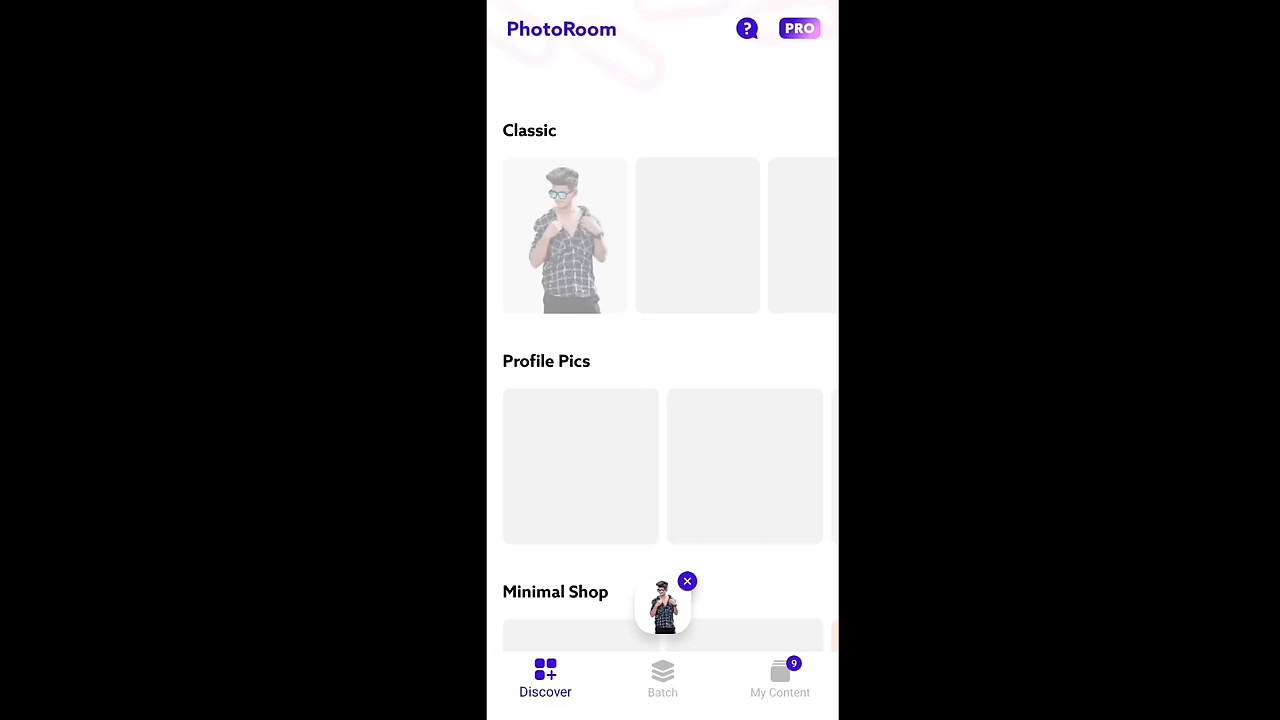 PhotoRoom
?
PRO
Classic
Profile Pics
Minimal Shop
9
Discover
Batch
My Content